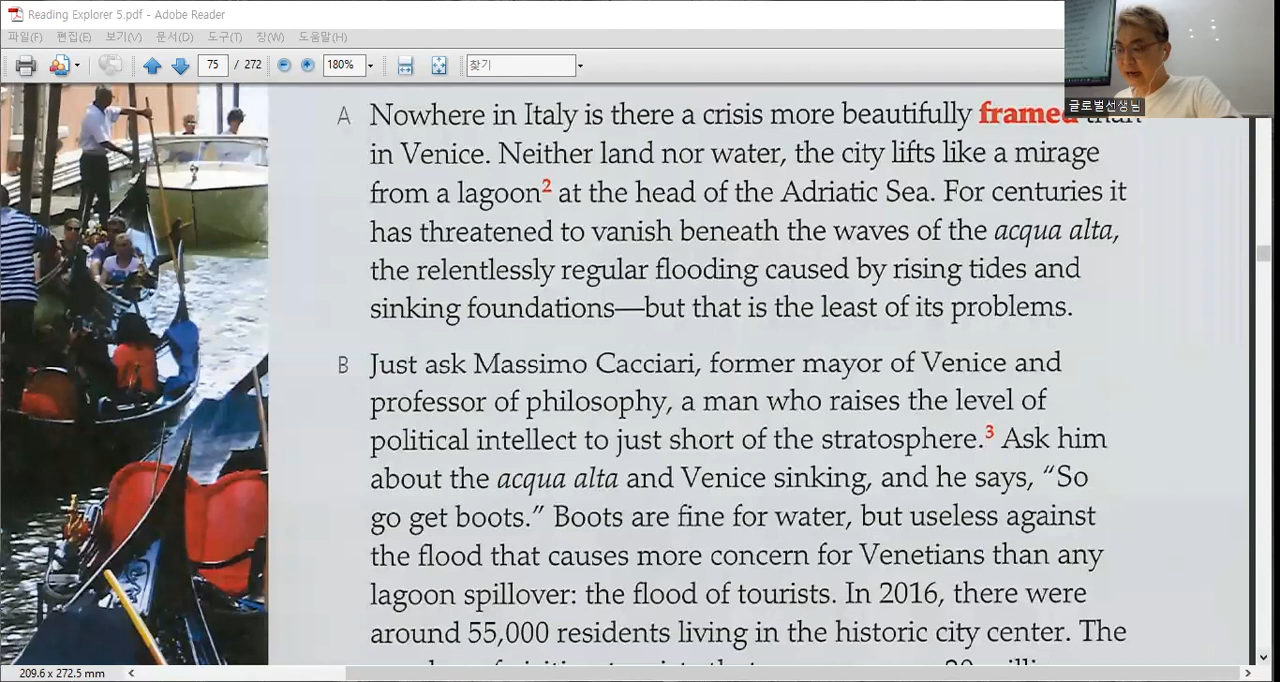 Reading Explorer 5.pdf - Adobe Reader
파일(F) 편집(E) 보기(V) 문서(D) 도구(T) 창(W) 도움말(H)
75 / 272 180% 찾기
글로벌선생님
A Nowhere in Italy is there a crisis more beautifully framed than
in Venice. Neither land nor water, the city lifts like a mirage
from a lagoon2 at the head of the Adriatic Sea. For centuries it
has threatened to vanish beneath the waves of the acqua alta,
the relentlessly regular flooding caused by rising tides and
sinking foundations—but that is the least of its problems.
B Just ask Massimo Cacciari, former mayor of Venice and
professor of philosophy, a man who raises the level of
political intellect to just short of the stratosphere.3 Ask him
about the acqua alta and Venice sinking, and he says, “So
go get boots.” Boots are fine for water, but useless against
the flood that causes more concern for Venetians than any
lagoon spillover: the flood of tourists. In 2016, there were
around 55,000 residents living in the historic city center. The
209.6 x 272.5 mm